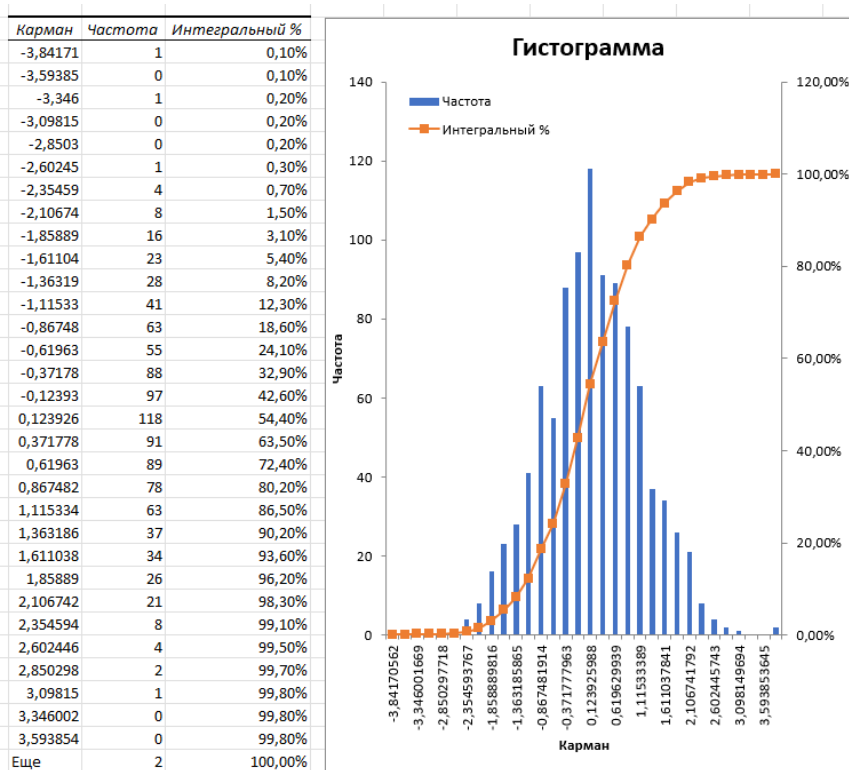 Карман Частота Интегральный %
-3,84171 1 0,10%
-3,59385 0 0,10%
-3,346 1 0,20%
-3,09815 0 0,20%
-2,8503 0 0,20%
-2,60245 1 0,30%
-2,35459 4 0,70%
-2,10674 8 1,50%
-1,85889 16 3,10%
-1,61104 23 5,40%
-1,36319 28 8,20%
-1,11533 41 12,30%
-0,86748 63 18,60%
-0,61963 55 24,10%
-0,37178 88 32,90%
-0,12393 97 42,60%
0,123926 118 54,40%
0,371778 91 63,50%
0,61963 89 72,40%
0,867482 78 80,20%
1,115334 63 86,50%
1,363186 37 90,20%
1,611038 34 93,60%
1,85889 26 96,20%
2,106742 21 98,30%
2,354594 8 99,10%
2,602446 4 99,50%
2,850298 2 99,70%
3,09815 1 99,80%
3,346002 0 99,80%
3,593854 0 99,80%
Еще 2 100,00%
Гистограмма
Частота
Интегральный %
140
120
100
80
60
40
20
0
Частота
120,00%
100,00%
80,00%
60,00%
40,00%
20,00%
0,00%
-3,84170562
-3,346001669
-2,850297718
-2,354593767
-1,858889816
-1,363185865
-0,867481914
-0,371777963
0,123925988
0,619629939
1,11533389
1,611037841
2,106741792
2,602445743
3,098149694
3,593853645
Карман